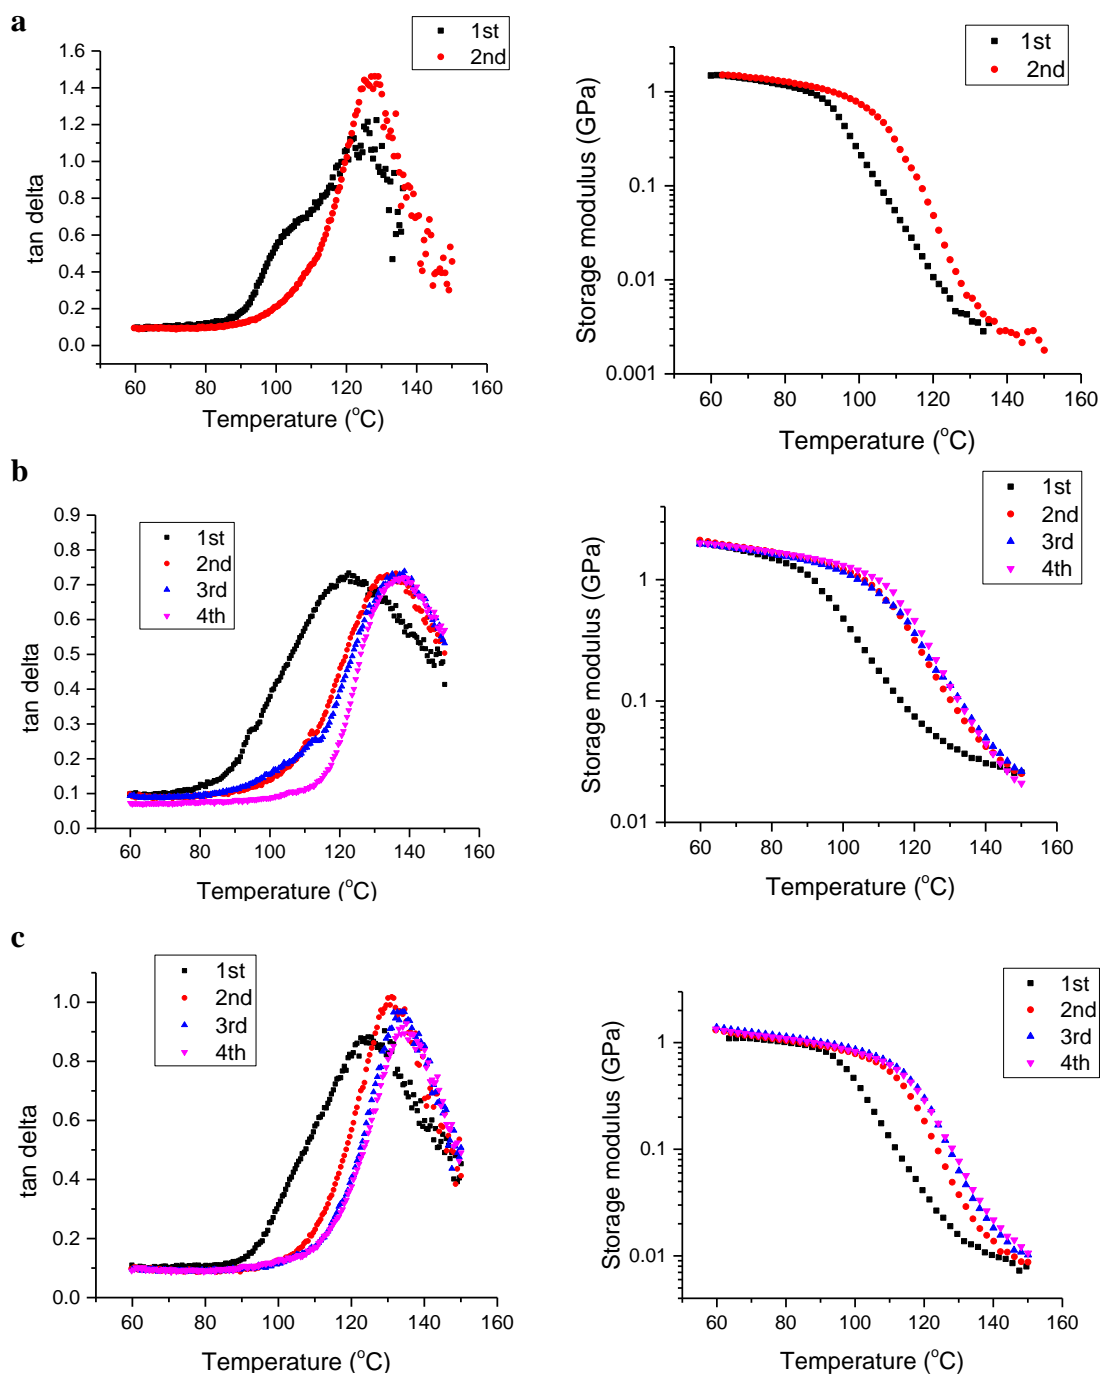 a
1st
2nd
1.6
1.4
1.2
1.0
0.8
0.6
0.4
0.2
0.0
tan delta
60 80 100 120 140 160
Temperature (°C)
1st
2nd
1
0.1
0.01
0.001
Storage modulus (GPa)
60 80 100 120 140 160
Temperature (°C)
b
1st
2nd
3rd
4th
0.9
0.8
0.7
0.6
0.5
0.4
0.3
0.2
0.1
0.0
tan delta
60 80 100 120 140 160
Temperature (°C)
1st
2nd
3rd
4th
1
0.1
0.01
Storage modulus (GPa)
60 80 100 120 140 160
Temperature (°C)
c
1st
2nd
3rd
4th
1.0
0.8
0.6
0.4
0.2
0.0
tan delta
60 80 100 120 140 160
Temperature (°C)
1st
2nd
3rd
4th
1
0.1
0.01
Storage modulus (GPa)
60 80 100 120 140 160
Temperature (°C)